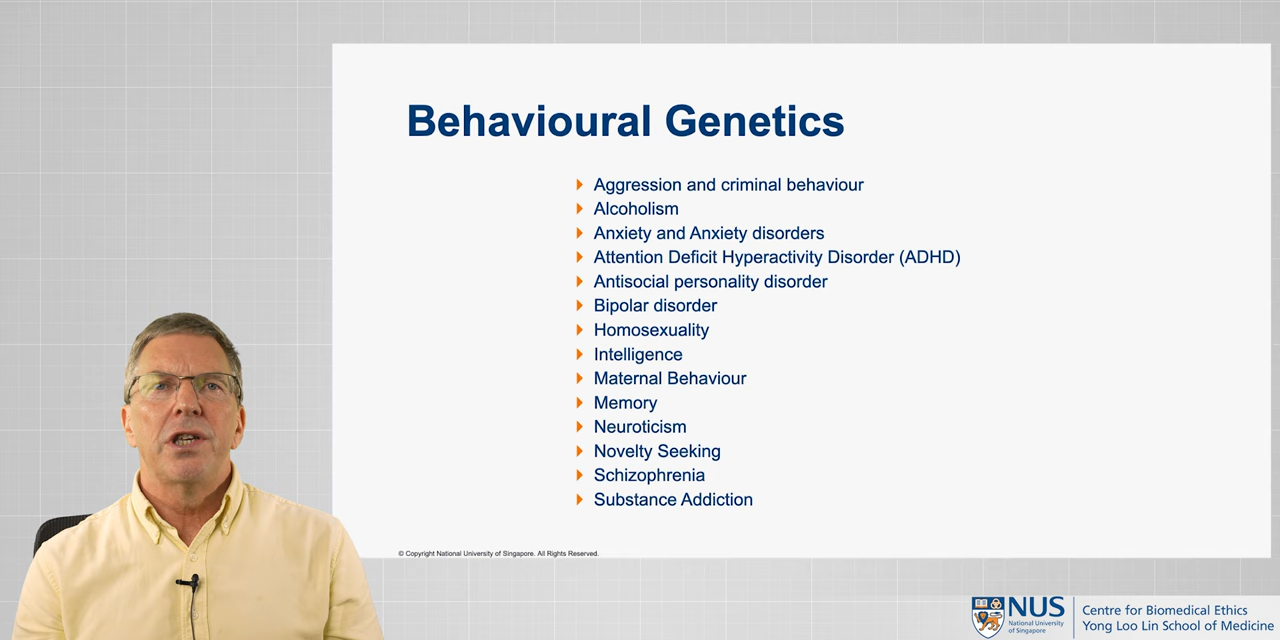 Behavioural Genetics
Aggression and criminal behaviour
Alcoholism
Anxiety and Anxiety disorders
Attention Deficit Hyperactivity Disorder (ADHD)
Antisocial personality disorder
Bipolar disorder
Homosexuality
Intelligence
Maternal Behaviour
Memory
Neuroticism
Novelty Seeking
Schizophrenia
Substance Addiction
© Copyright National University of Singapore. All Rights Reserved.
NUS
National University
of Singapore
Centre for Biomedical Ethics
Yong Loo Lin School of Medicine